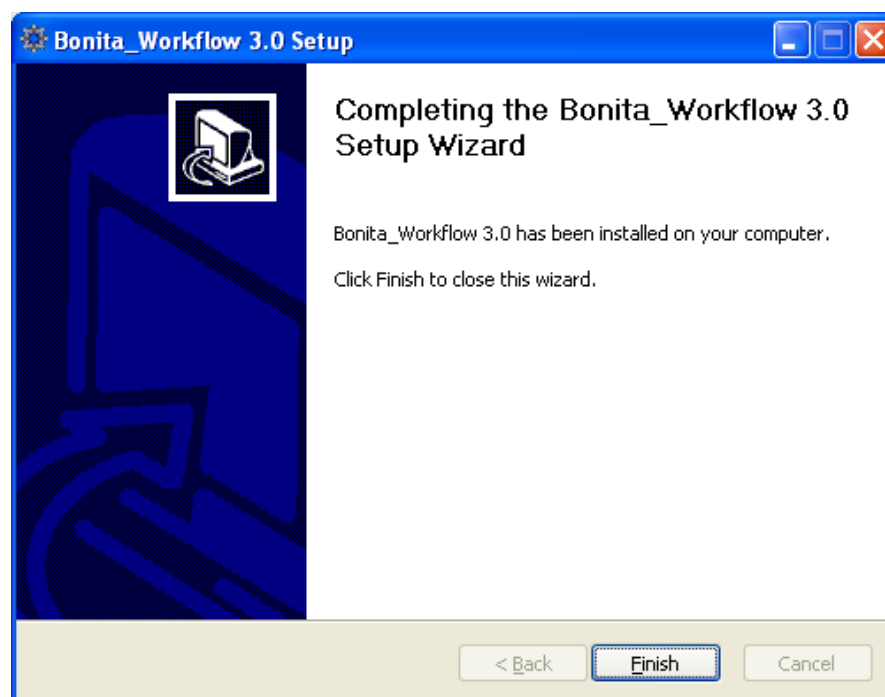 Bonita_Workflow 3.0 Setup
Completing the Bonita_Workflow 3.0
Setup Wizard
Bonita_Workflow 3.0 has been installed on your computer.
Click Finish to close this wizard.
< Back
Finish
Cancel